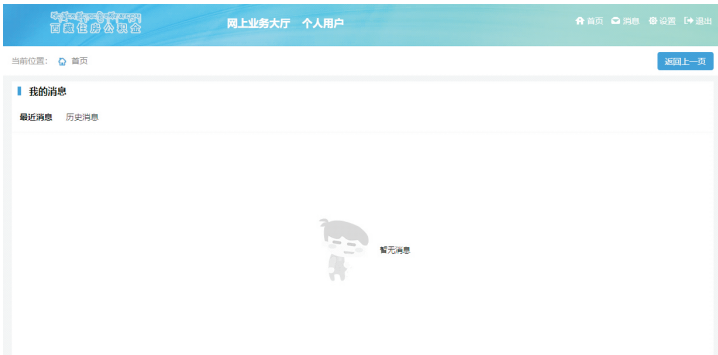 西藏住房公积金
网上业务大厅 个人用户
首页 消息 设置 退出
当前位置： 首页
返回上一页
我的消息
最近消息 历史消息
暂无消息